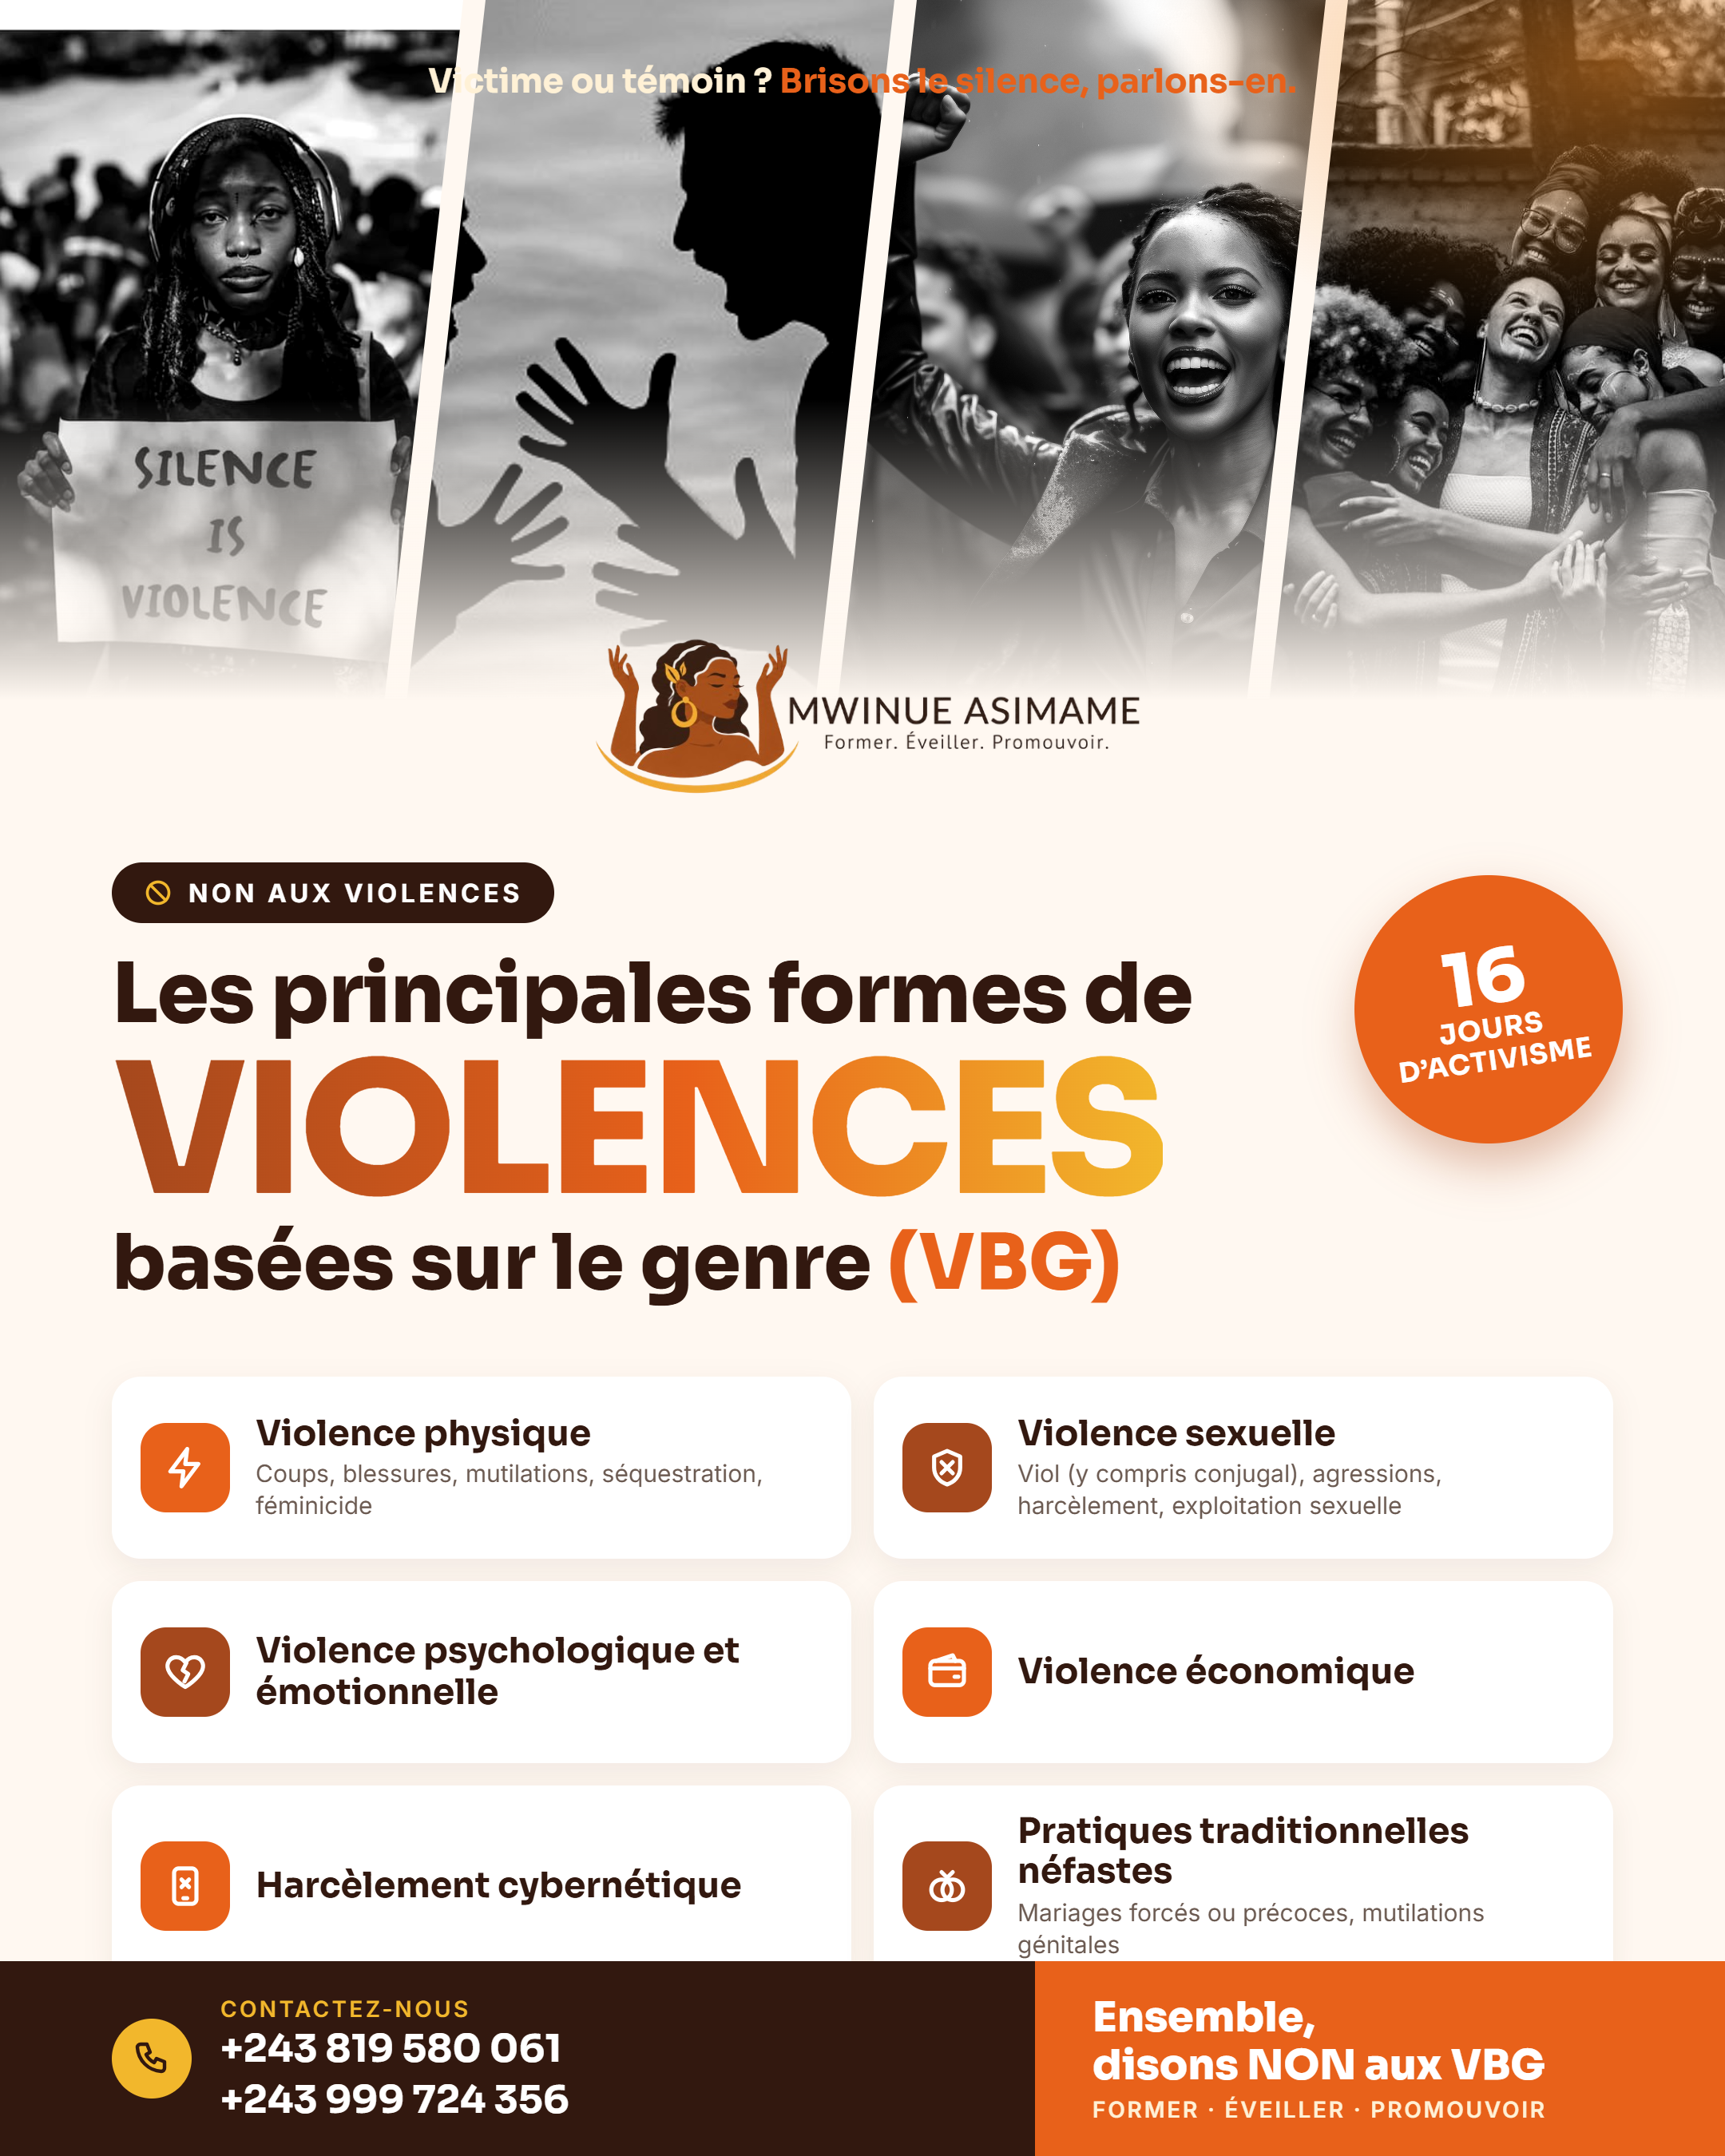 Victime ou témoin ? Brisons le silence, parlons-en.
SILENCE
IS
VIOLENCE
MWINUE ASIMAME
Former. Éveiller. Promouvoir.
NON AUX VIOLENCES
Les principales formes de
VIOLENCES
basées sur le genre (VBG)
16
JOURS
D’ACTIVISME
Violence physique
Coups, blessures, mutilations, séquestration,
féminicide
Violence sexuelle
Viol (y compris conjugal), agressions,
harcèlement, exploitation sexuelle
Violence psychologique et
émotionnelle
Violence économique
Harcèlement cybernétique
Pratiques traditionnelles
néfastes
Mariages forcés ou précoces, mutilations
génitales
CONTACTEZ-NOUS
+243 819 580 061
+243 999 724 356
Ensemble,
disons NON aux VBG
FORMER · ÉVEILLER · PROMOUVOIR